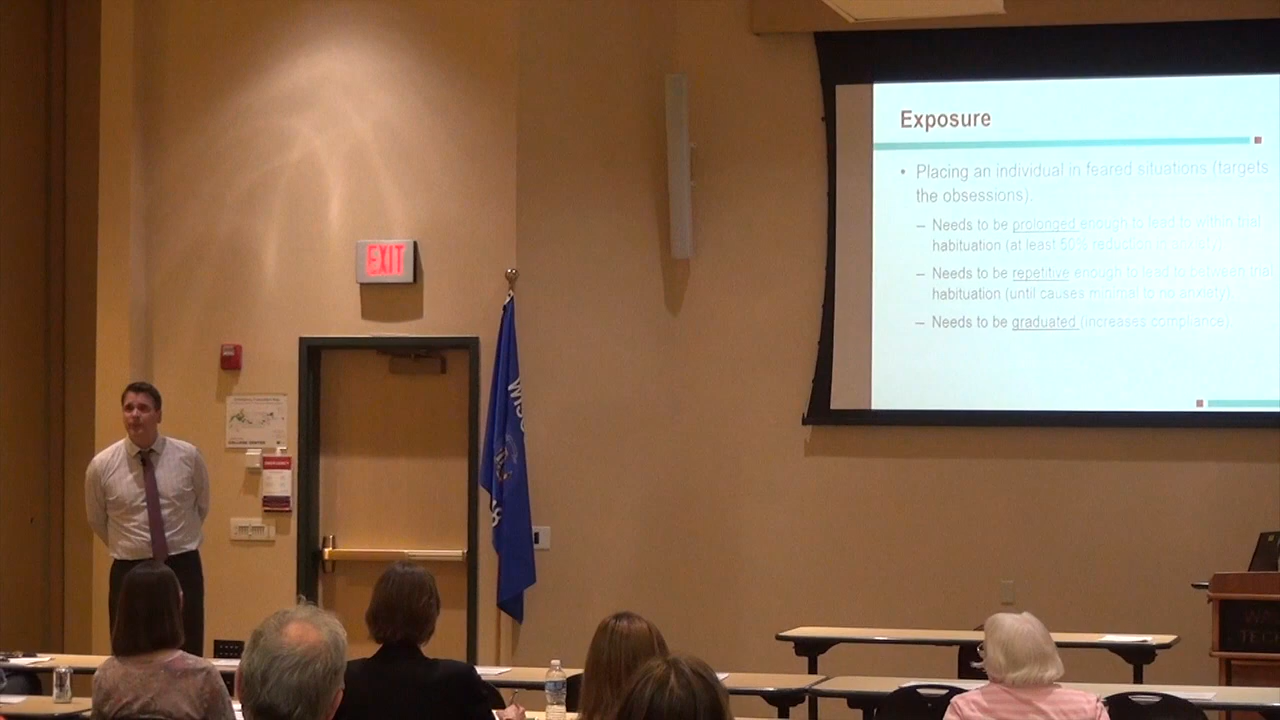 Exposure
• Placing an individual in feared situations (targets
the obsessions).
– Needs to be prolonged enough to lead to within trial
habituation (at least 50% reduction in anxiety)
– Needs to be repetitive enough to lead to between trial
habituation (until causes minimal to no anxiety)
– Needs to be graduated (increases compliance)
EXIT
WISC